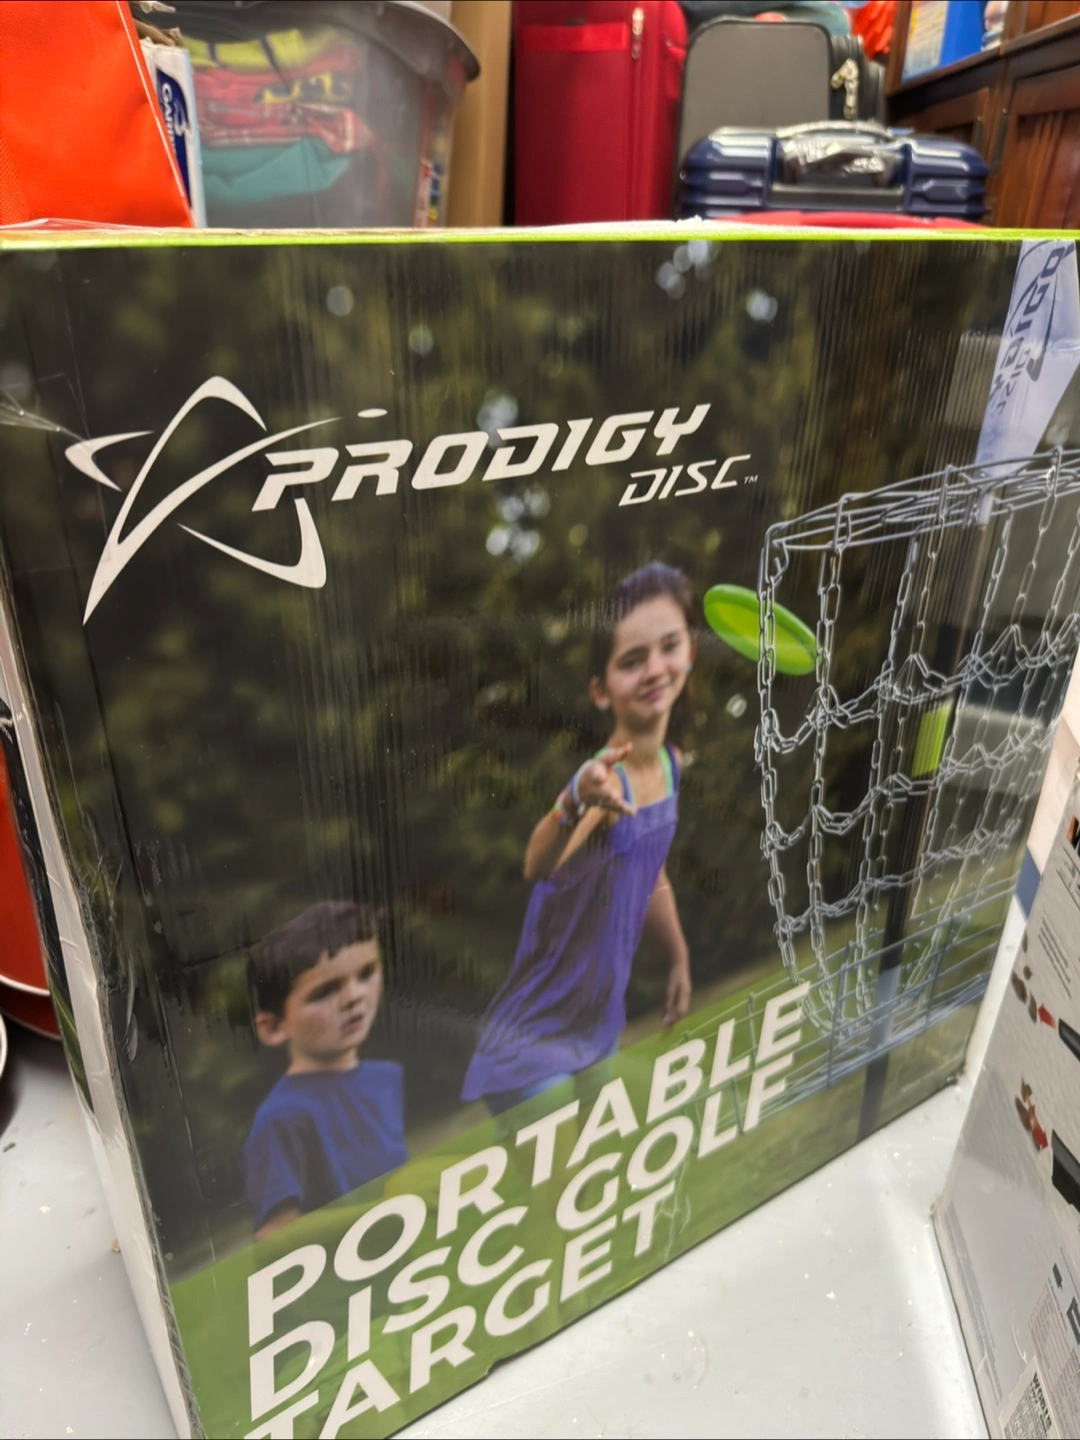 PRODIGY
DISC™
PORTABLE
DISC GOLF
TARGET